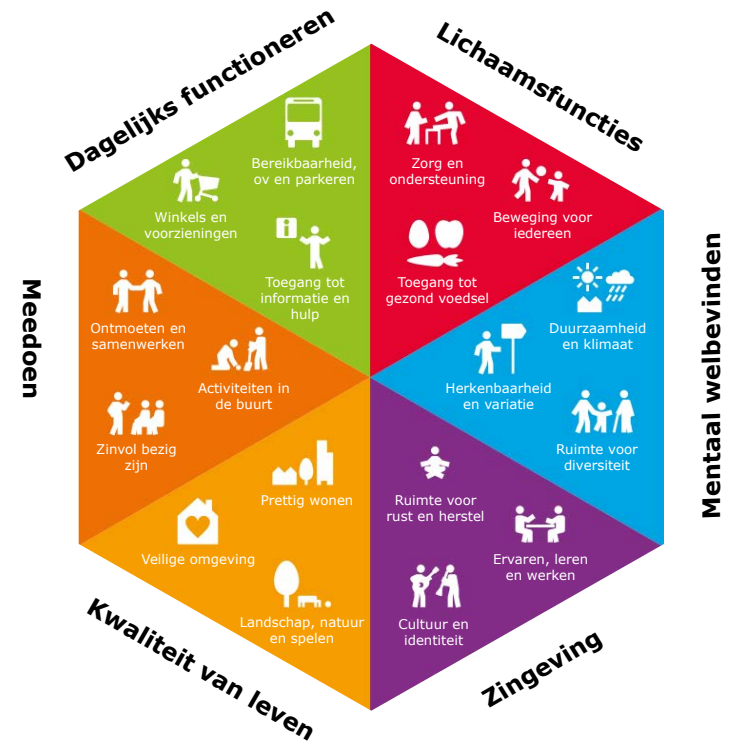 Dagelijks functioneren
Bereikbaarheid,
ov en parkeren
Winkels en
voorzieningen
Toegang tot
informatie en
hulp
Lichaamsfuncties
Zorg en
ondersteuning
Beweging voor
iedereen
Toegang tot
gezond voedsel
Mentaal welbevinden
Duurzaamheid
en klimaat
Herkenbaarheid
en variatie
Ruimte voor
diversiteit
Zingeving
Ruimte voor
rust en herstel
Ervaren, leren
en werken
Cultuur en
identiteit
Kwaliteit van leven
Prettig wonen
Veilige omgeving
Landschap, natuur
en spelen
Meedoen
Ontmoeten en
samenwerken
Activiteiten in
de buurt
Zinvol bezig
zijn